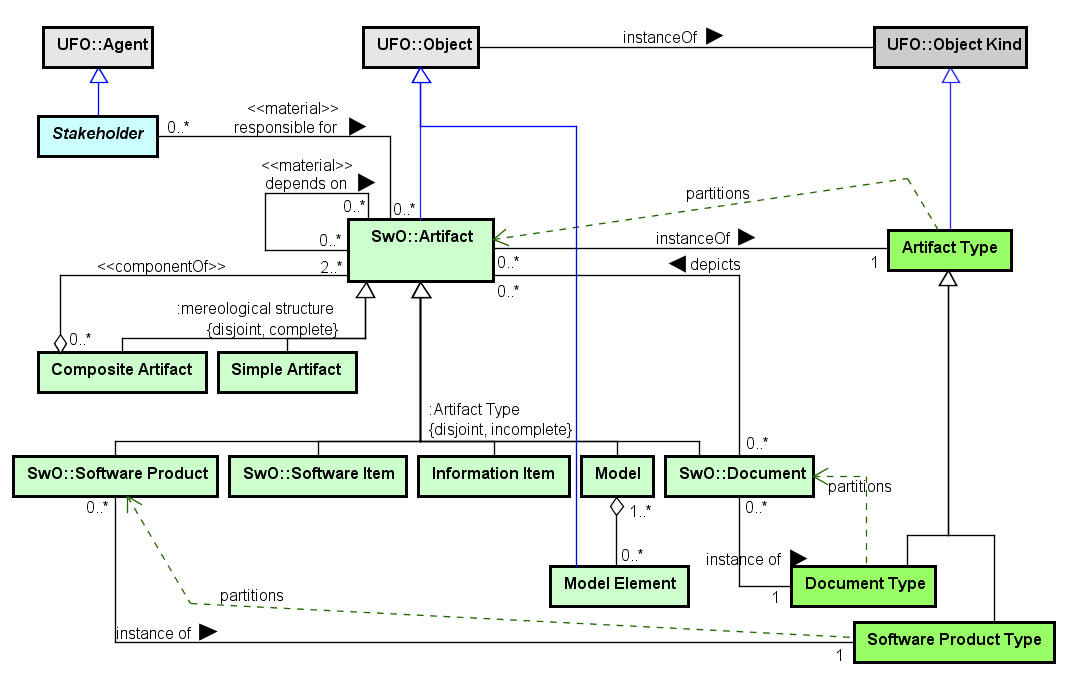 UFO::Agent
UFO::Object
instanceOf
UFO::Object Kind
Stakeholder
0..*
<<material>>
responsible for
<<material>>
depends on
0..*
0..*
0..*
2..*
SwO::Artifact
partitions
instanceOf
0..*
1
Artifact Type
depicts
0..*
<<componentOf>>
0..*
:mereological structure
{disjoint, complete}
Composite Artifact
Simple Artifact
:Artifact Type
{disjoint, incomplete}
0..*
SwO::Software Product
SwO::Software Item
Information Item
Model
SwO::Document
partitions
0..*
1..*
0..*
0..*
instance of
1
Model Element
Document Type
partitions
instance of
1
Software Product Type